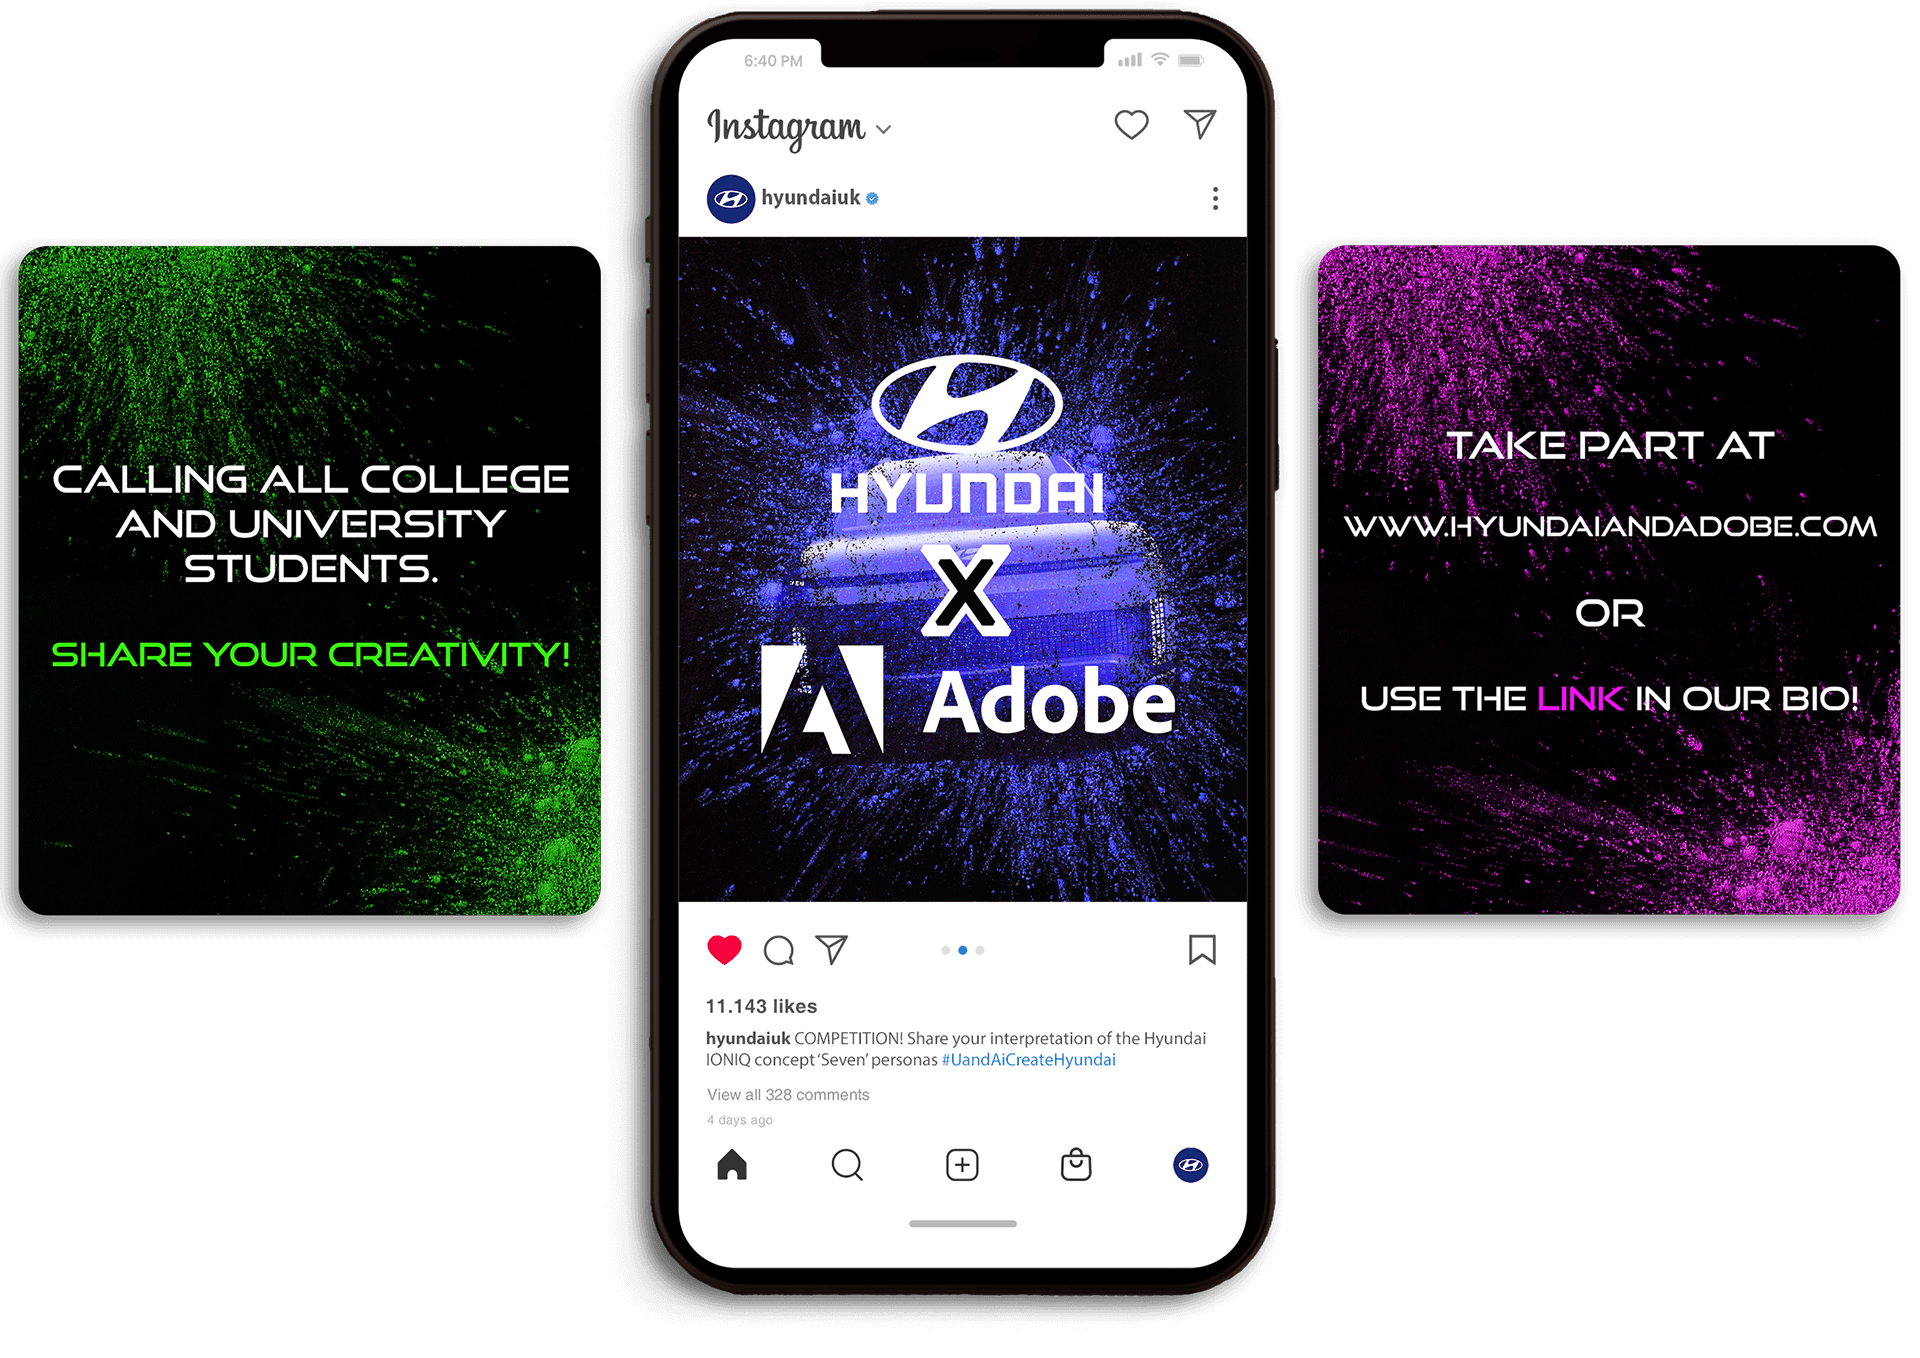 CALLING ALL COLLEGE
AND UNIVERSITY
STUDENTS.
SHARE YOUR CREATIVITY!
6:40 PM
Instagram
hyundaiuk
HYUNDAI
X
Adobe
11.143 likes
hyundaiuk COMPETITION! Share your interpretation of the Hyundai
IONIQ concept ‘Seven’ personas #UandAiCreateHyundai
View all 328 comments
4 days ago
TAKE PART AT
WWW.HYUNDAIANDADOBE.COM
OR
USE THE LINK IN OUR BIO!